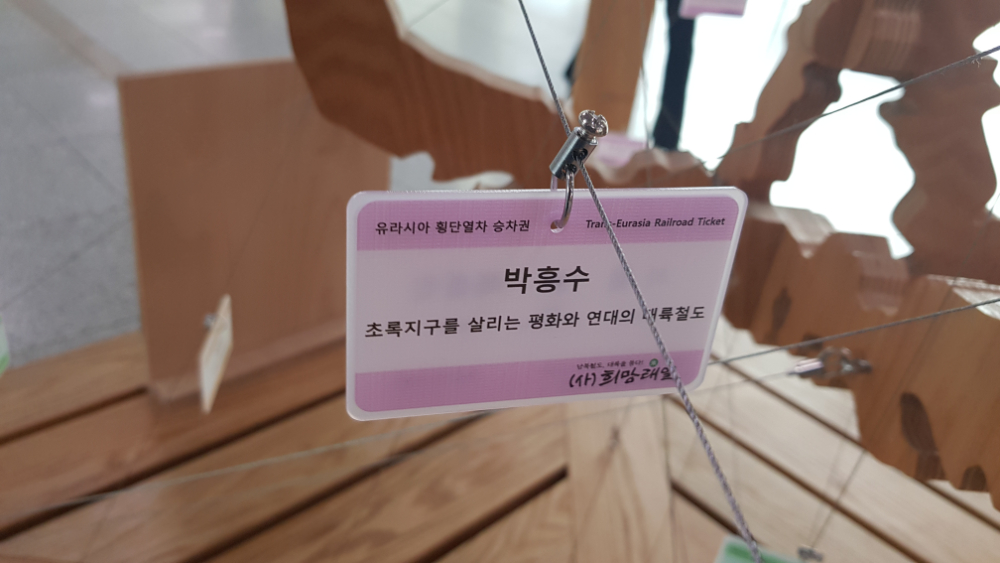 유라시아 횡단열차 승차권
Trans-Eurasia Railroad Ticket
박흥수
초록지구를 살리는 평화와 연대의 대륙철도
(사)희망래일